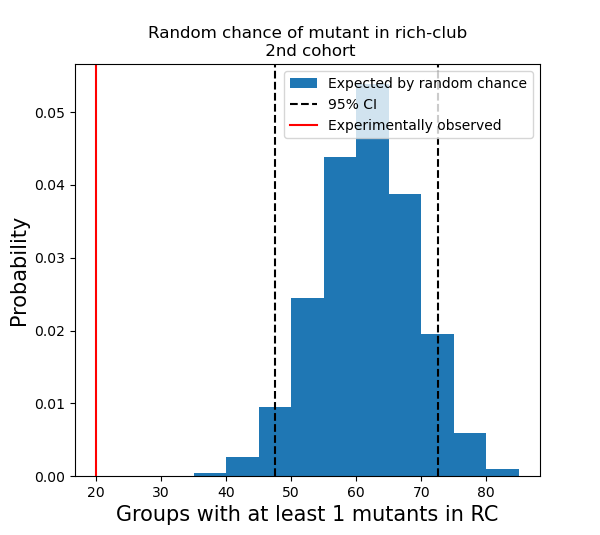 Random chance of mutant in rich-club
2nd cohort
Expected by random chance
95% CI
Experimentally observed
Probability
0.05
0.04
0.03
0.02
0.01
0.00
20 30 40 50 60 70 80
Groups with at least 1 mutants in RC